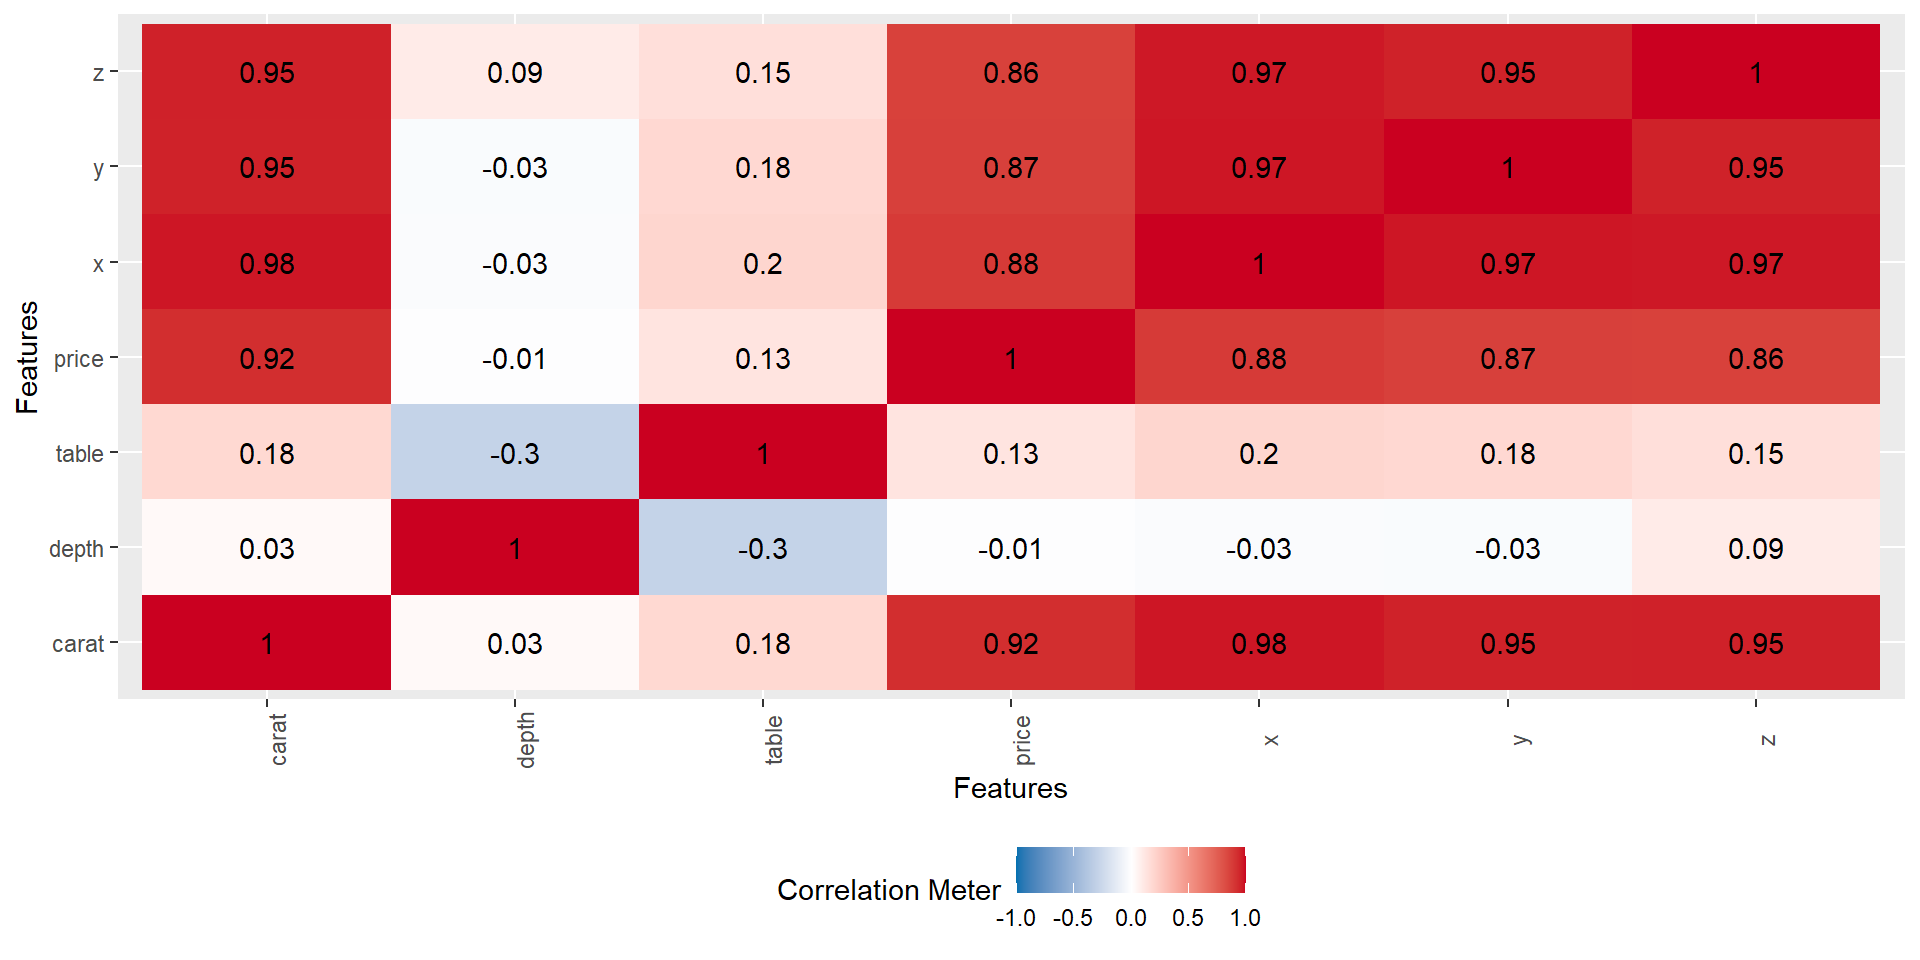 z 0.95 0.09 0.15 0.86 0.97 0.95 1
y 0.95 -0.03 0.18 0.87 0.97 1 0.95
x 0.98 -0.03 0.2 0.88 1 0.97 0.97
price 0.92 -0.01 0.13 1 0.88 0.87 0.86
table 0.18 -0.3 1 0.13 0.2 0.18 0.15
depth 0.03 1 -0.3 -0.01 -0.03 -0.03 0.09
carat 1 0.03 0.18 0.92 0.98 0.95 0.95
Features
carat depth table price x y z
Features
Correlation Meter
-1.0 -0.5 0.0 0.5 1.0